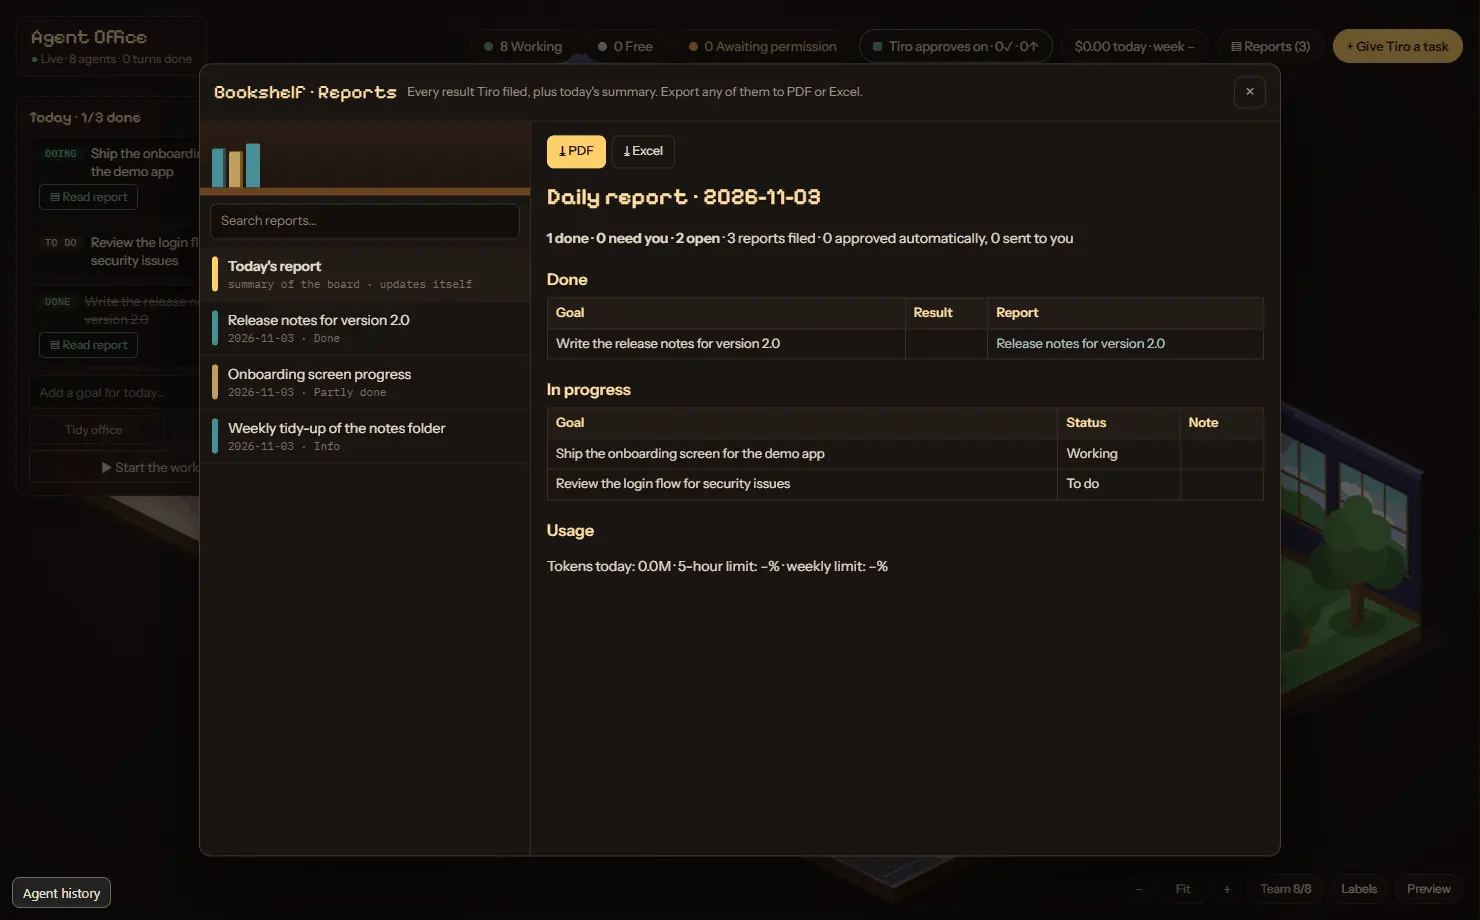 Agent Office
Live · 8 agents · 0 turns done
8 Working
0 Free
0 Awaiting permission
Tiro approves on · 0✓ · 0↑
$0.00 today · week –
Reports (3)
+ Give Tiro a task
Today · 1/3 done
DOING
Ship the onboardi
the demo app
Read report
TO DO
Review the login fl
security issues
DONE
Write the release n
version 2.0
Read report
Add a goal for today...
Tidy office
Start the work
Bookshelf · Reports
Every result Tiro filed, plus today's summary. Export any of them to PDF or Excel.
×
Search reports...
Today's report
summary of the board · updates itself
Release notes for version 2.0
2026-11-03 · Done
Onboarding screen progress
2026-11-03 · Partly done
Weekly tidy-up of the notes folder
2026-11-03 · Info
⤓ PDF
⤓ Excel
Daily report · 2026-11-03
1 done · 0 need you · 2 open · 3 reports filed · 0 approved automatically, 0 sent to you
Done
Goal Result Report
Write the release notes for version 2.0 Release notes for version 2.0
In progress
Goal Status Note
Ship the onboarding screen for the demo app Working
Review the login flow for security issues To do
Usage
Tokens today: 0.0M · 5-hour limit: –% · weekly limit: –%
Agent history
−
Fit
+
Team 8/8
Labels
Preview